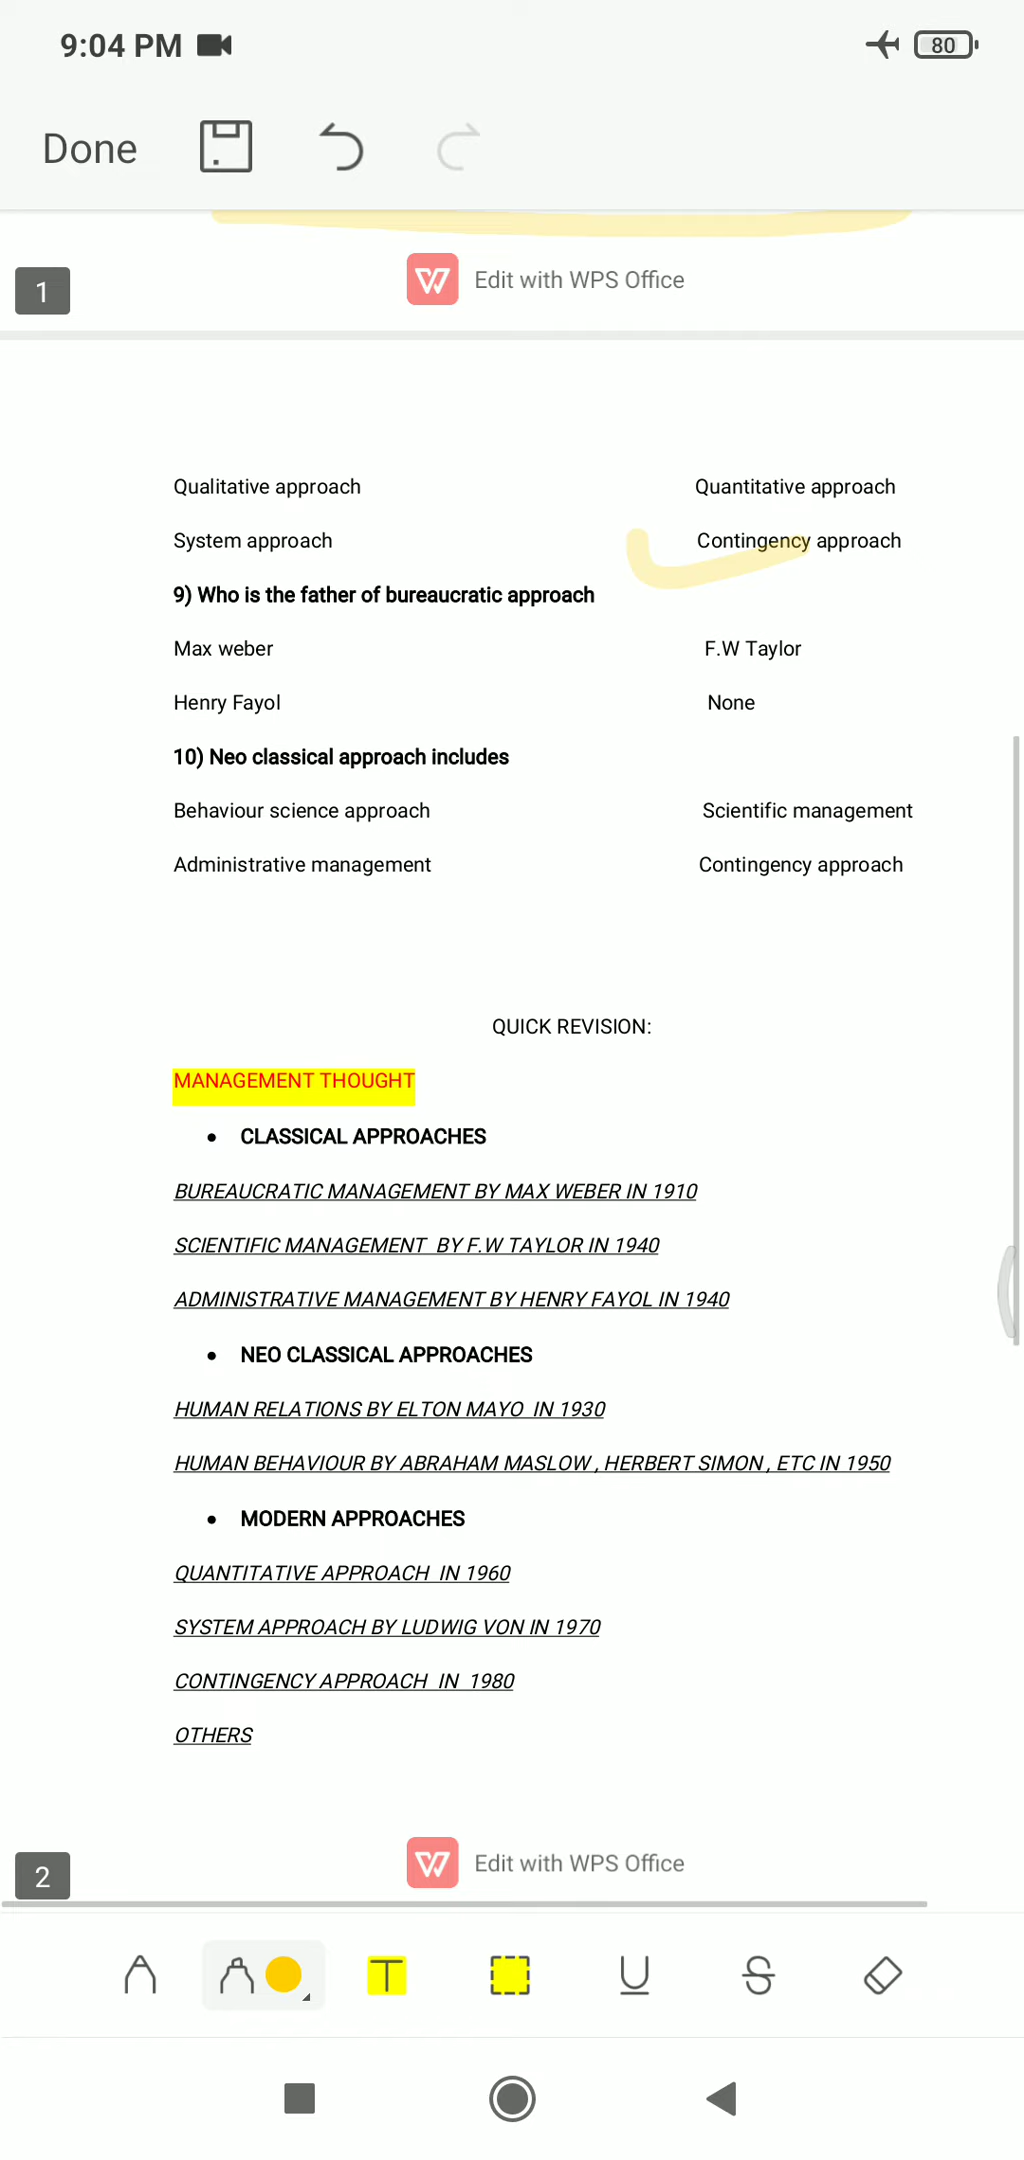 9:04 PM 80
Done
1 Edit with WPS Office
Qualitative approach Quantitative approach
System approach Contingency approach
9) Who is the father of bureaucratic approach
Max weber F.W Taylor
Henry Fayol None
10) Neo classical approach includes
Behaviour science approach Scientific management
Administrative management Contingency approach
QUICK REVISION:
MANAGEMENT THOUGHT
• CLASSICAL APPROACHES
BUREAUCRATIC MANAGEMENT BY MAX WEBER IN 1910
SCIENTIFIC MANAGEMENT BY F.W TAYLOR IN 1940
ADMINISTRATIVE MANAGEMENT BY HENRY FAYOL IN 1940
• NEO CLASSICAL APPROACHES
HUMAN RELATIONS BY ELTON MAYO IN 1930
HUMAN BEHAVIOUR BY ABRAHAM MASLOW , HERBERT SIMON , ETC IN 1950
• MODERN APPROACHES
QUANTITATIVE APPROACH IN 1960
SYSTEM APPROACH BY LUDWIG VON IN 1970
CONTINGENCY APPROACH IN 1980
OTHERS
2 Edit with WPS Office
T U S